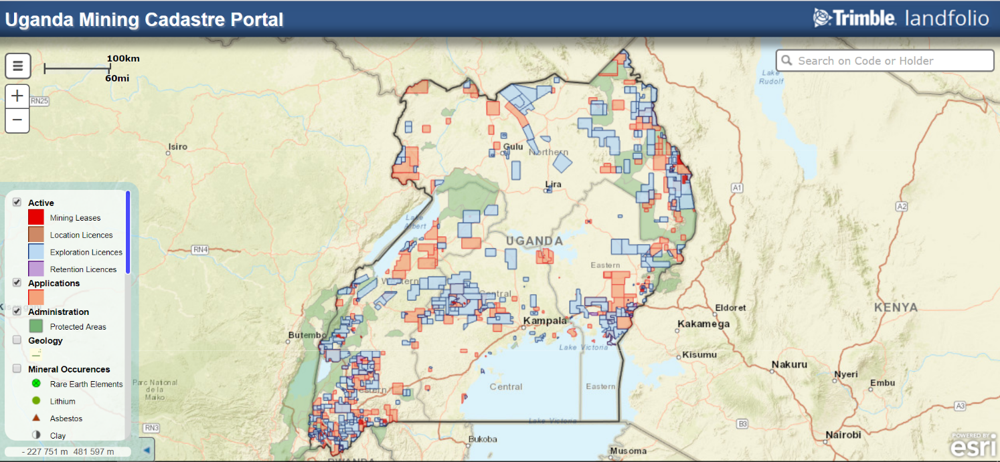 Uganda Mining Cadastre Portal
Trimble. landfolio
100km
60mi
Search on Code or Holder
+
−
RN25
Lake
Rudolf
Isiro
Gulu
Northern
Lira
A1
A2
Active
Mining Leases
Location Licences
Exploration Licences
Retention Licences
Applications
Administration
Protected Areas
Geology
Mineral Occurences
Rare Earth Elements
Lithium
Asbestos
Clay
- 227 751 m 481 597 m
Lake
Albert
RN4
UGANDA
Eastern
Western
Central
KENYA
Eldoret
Kampala
Kakamega
Butembo
Lake Victoria
Kisumu
Nakuru
Nyeri
Embu
Parc National
de la
Maiko
Central
Eastern
Western
A3
RN3
Lake Victoria
B3
Nairobi
Bukoba
Musoma
RWANDA
POWERED BY
esri